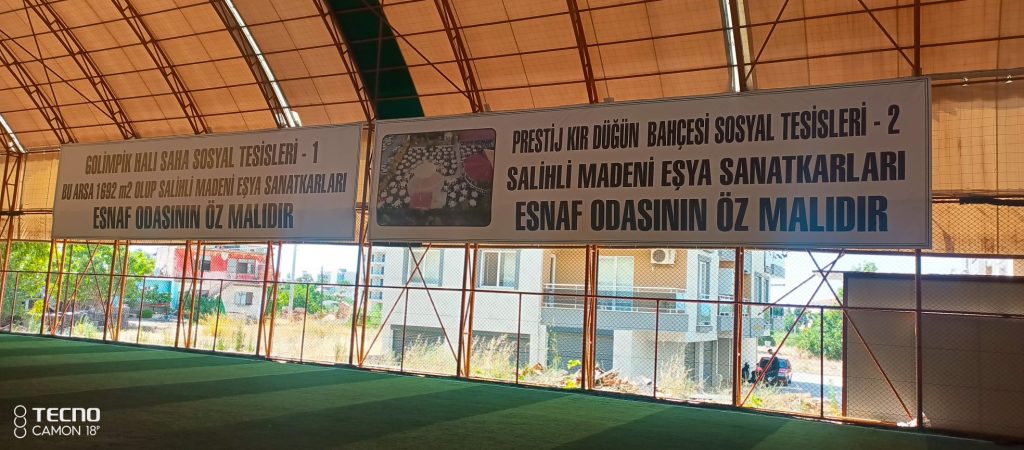 GOLİMPİK HALI SAHA SOSYAL TESİSLERİ - 1
BU ARSA 1692 m2 OLUP SALİHLİ MADENİ EŞYA SANATKARLARI
ESNAF ODASININ ÖZ MALIDIR
PRESTİJ KIR DÜĞÜN BAHÇESİ SOSYAL TESİSLERİ - 2
SALİHLİ MADENİ EŞYA SANATKARLARI
ESNAF ODASININ ÖZ MALIDIR
TECNO
CAMON 18P